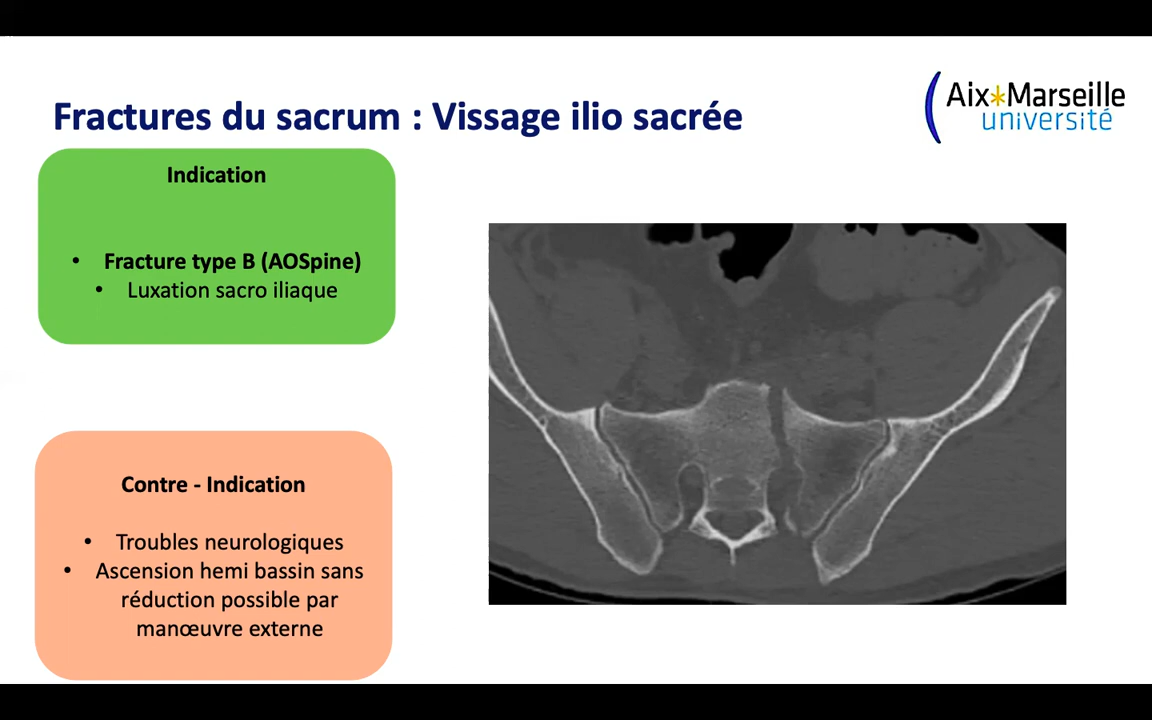 Fractures du sacrum : Vissage ilio sacrée
Aix*Marseille
université
Indication
• Fracture type B (AOSpine)
• Luxation sacro iliaque
Contre - Indication
• Troubles neurologiques
• Ascension hemi bassin sans
réduction possible par
manœuvre externe